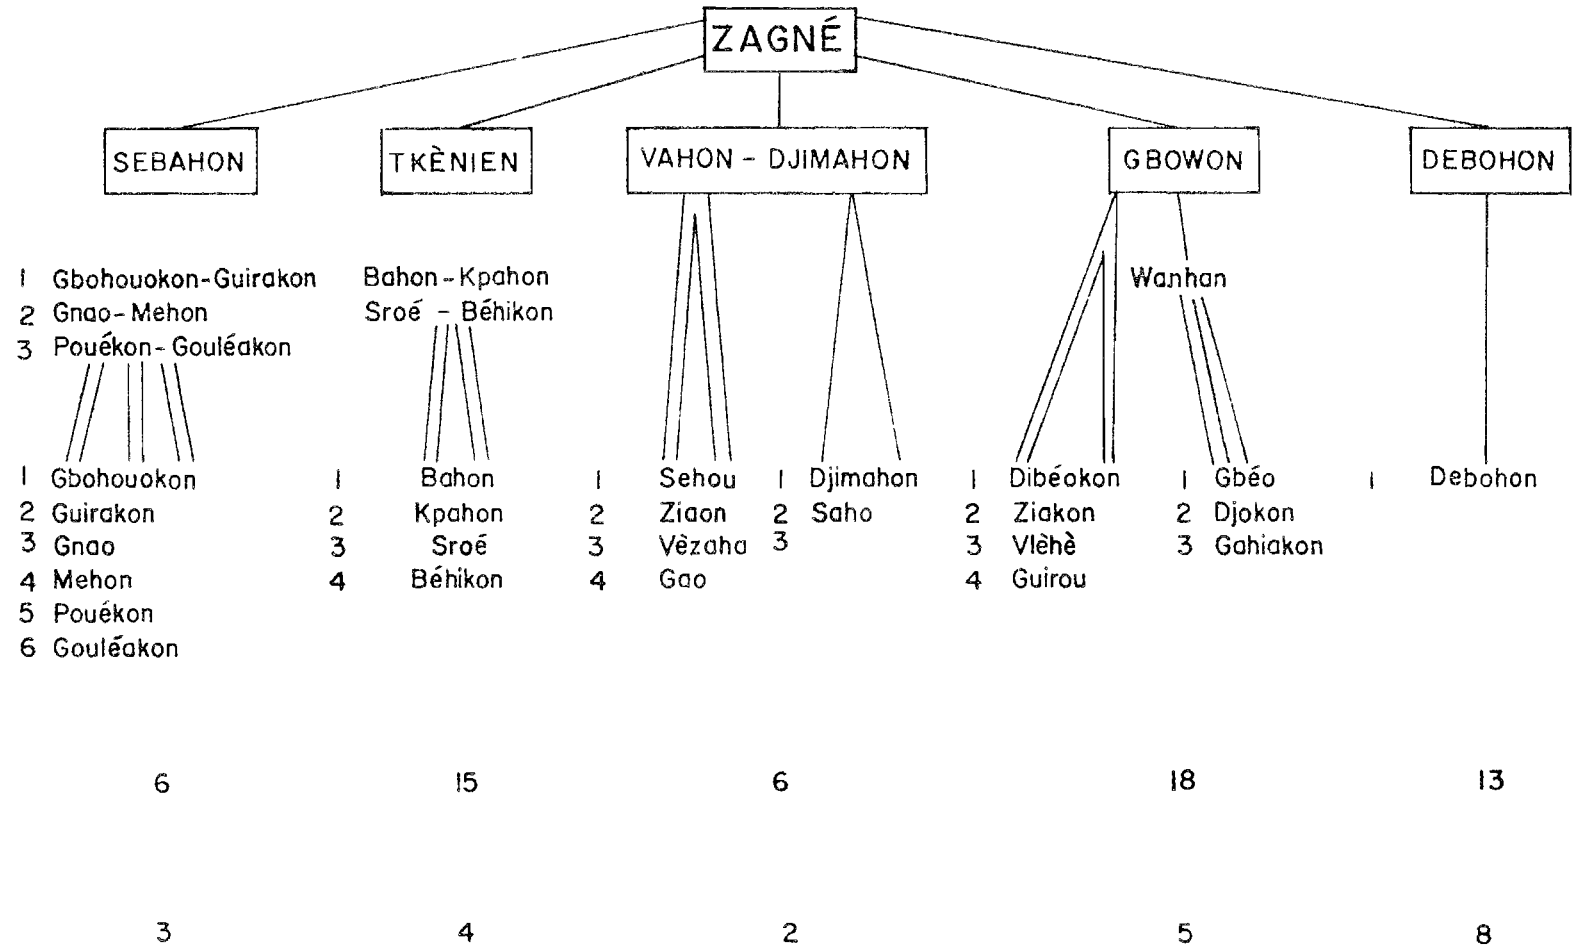 ZAGNÉ
SEBAHON
TKÈNIEN
VAHON - DJIMAHON
GBOWON
DEBOHON
1 Gbohouokon-Guirakon
2 Gnao-Mehon
3 Pouékon-Gouléakon
Bahon-Kpahon
Sroé - Béhikon
Wanhan
1 Gbohouokon
2 Guirakon
3 Gnao
4 Mehon
5 Pouékon
6 Gouléakon
1 Bahon
2 Kpahon
3 Sroé
4 Béhikon
1 Sehou
2 Ziaon
3 Vèzaha
4 Gao
1 Djimahon
2 Saho
3
1 Dibéokon
2 Ziakon
3 Vlèhè
4 Guirou
1 Gbéo
2 Djokon
3 Gahiakon
1 Debohon
6 15 6 18 13
3 4 2 5 8